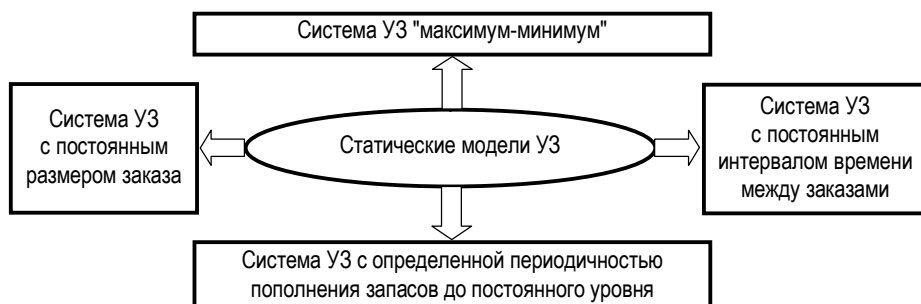 Система УЗ "максимум-минимум"
Система УЗ
с постоянным
размером заказа
Статические модели УЗ
Система УЗ
с постоянным
интервалом времени
между заказами
Система УЗ с определенной периодичностью
пополнения запасов до постоянного уровня